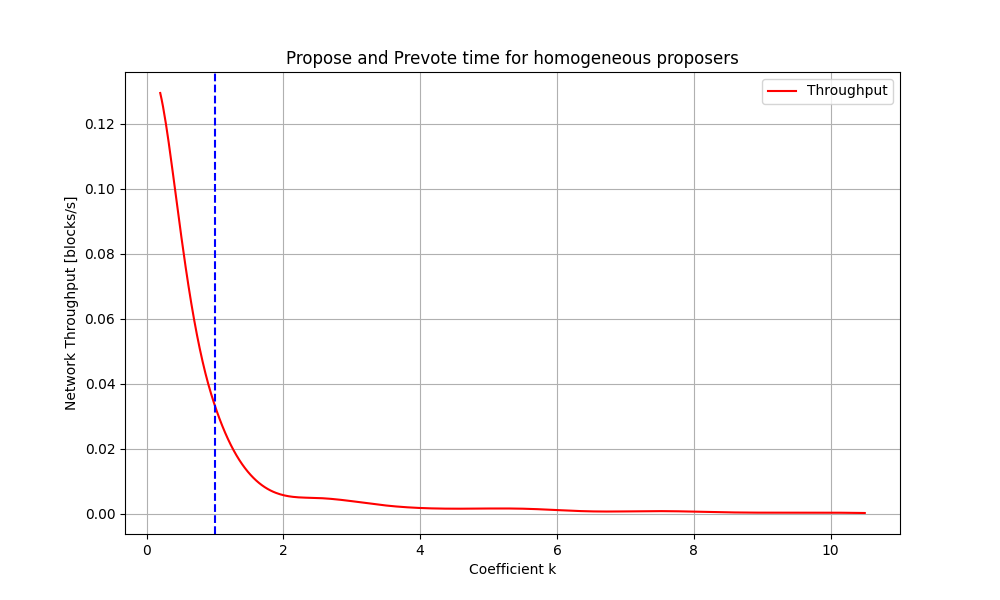 Propose and Prevote time for homogeneous proposers
Throughput
Network Throughput [blocks/s]
0.12
0.10
0.08
0.06
0.04
0.02
0.00
0 2 4 6 8 10
Coefficient k